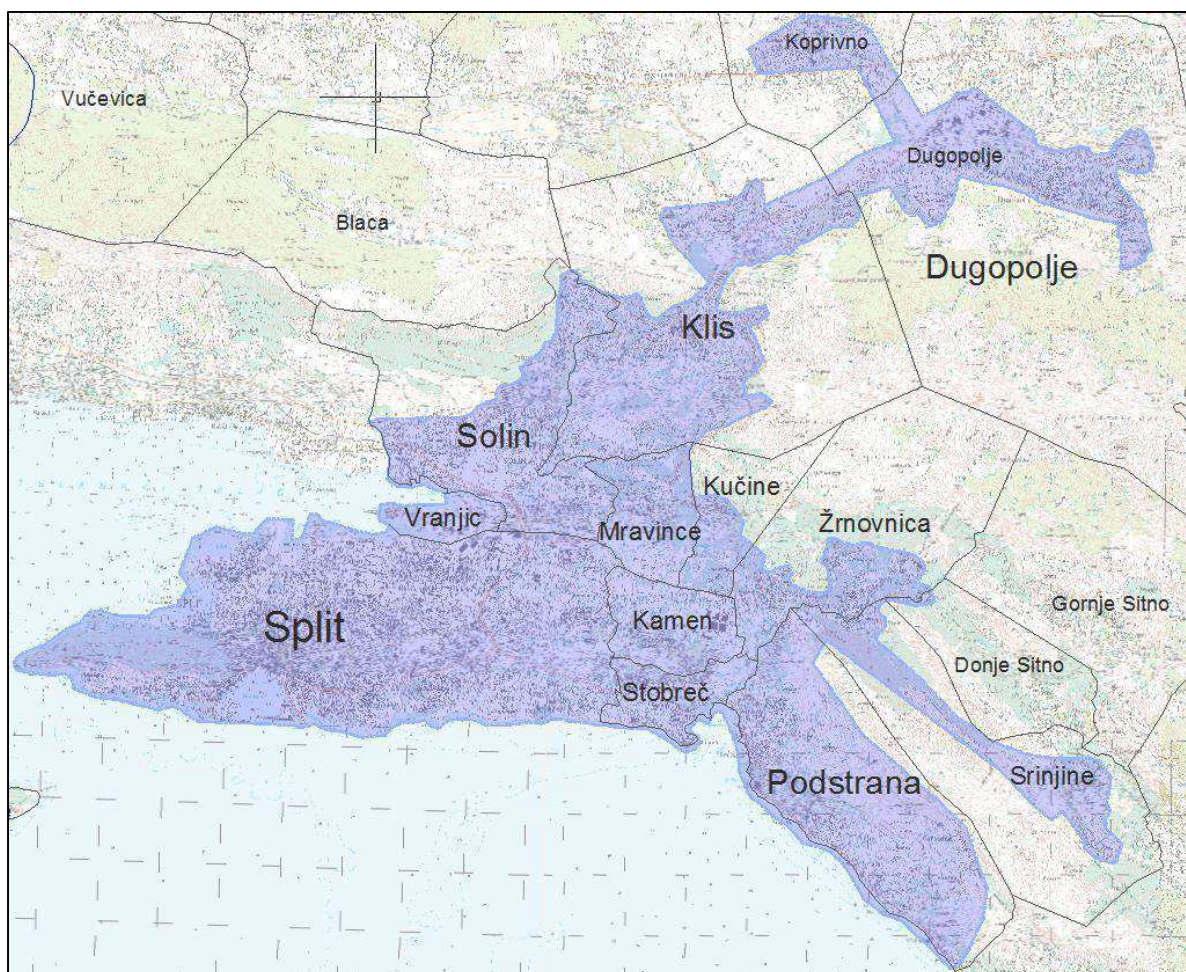 Koprivno
Vučevica
Dugopolje
Blaca
Dugopolje
Klis
Solin
Kučine
Vranjic
Mravince
Žrnovnica
Split
Kamen
Gornje Sitno
Donje Sitno
Stobreč
Podstrana
Srinjine